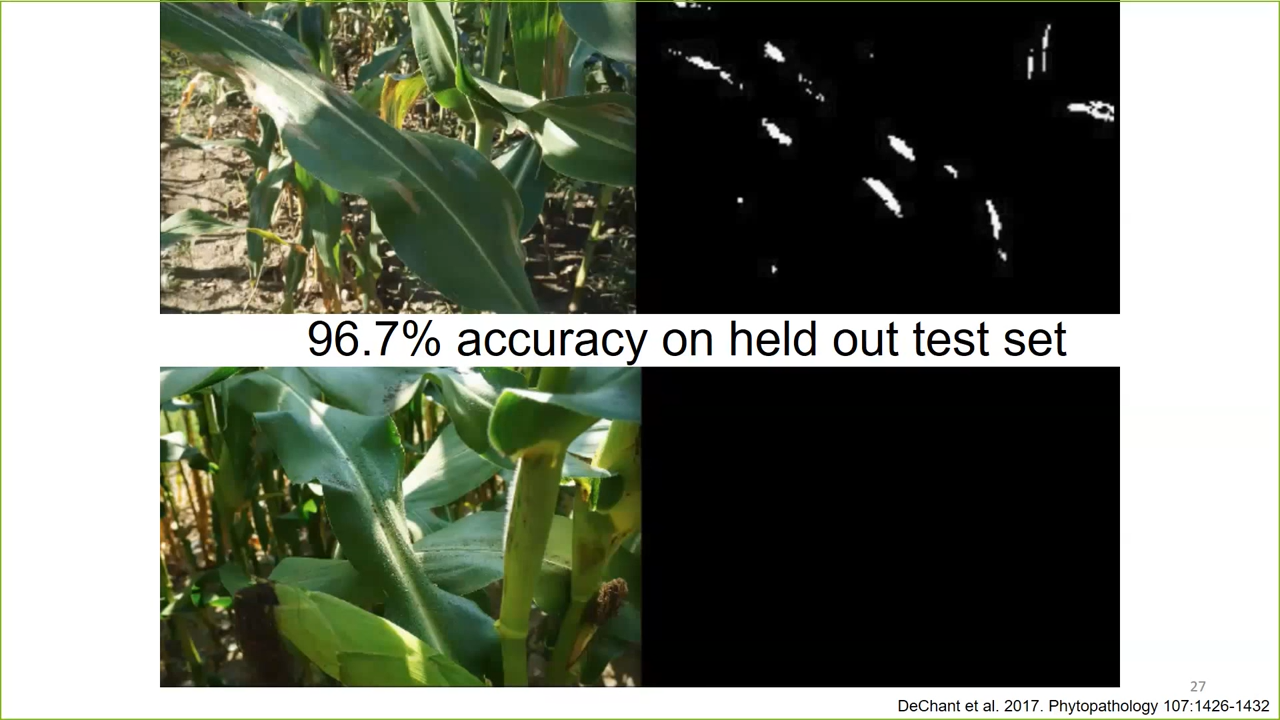 96.7% accuracy on held out test set
27
DeChant et al. 2017. Phytopathology 107:1426-1432